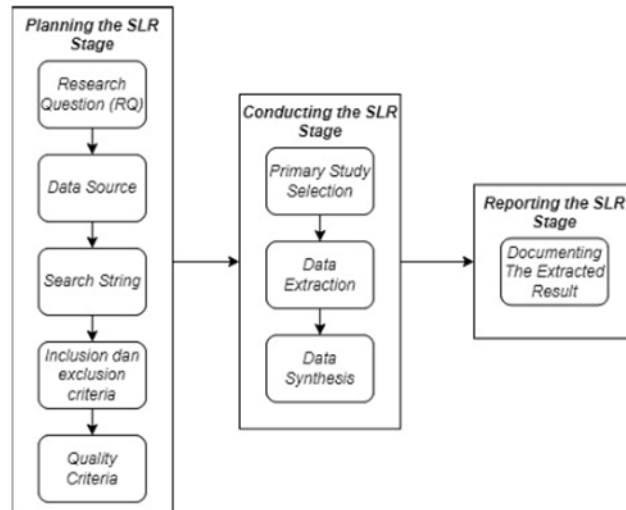 Planning the SLR
Stage
Research
Question (RQ)
Data Source
Search String
Inclusion dan
exclusion criteria
Quality
Criteria
Conducting the SLR
Stage
Primary Study
Selection
Data
Extraction
Data
Synthesis
Reporting the SLR
Stage
Documenting
The Extracted
Result